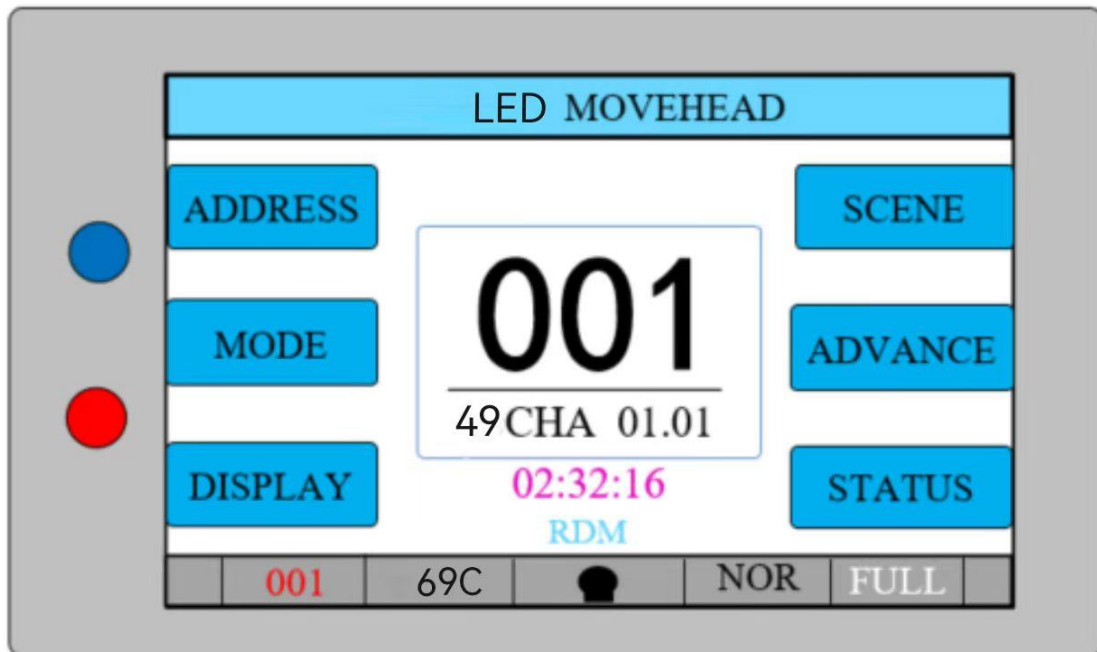 LED MOVEHEAD
ADDRESS
SCENE
001
MODE
ADVANCE
49CHA 01.01
DISPLAY
02:32:16
STATUS
RDM
001 69C NOR FULL